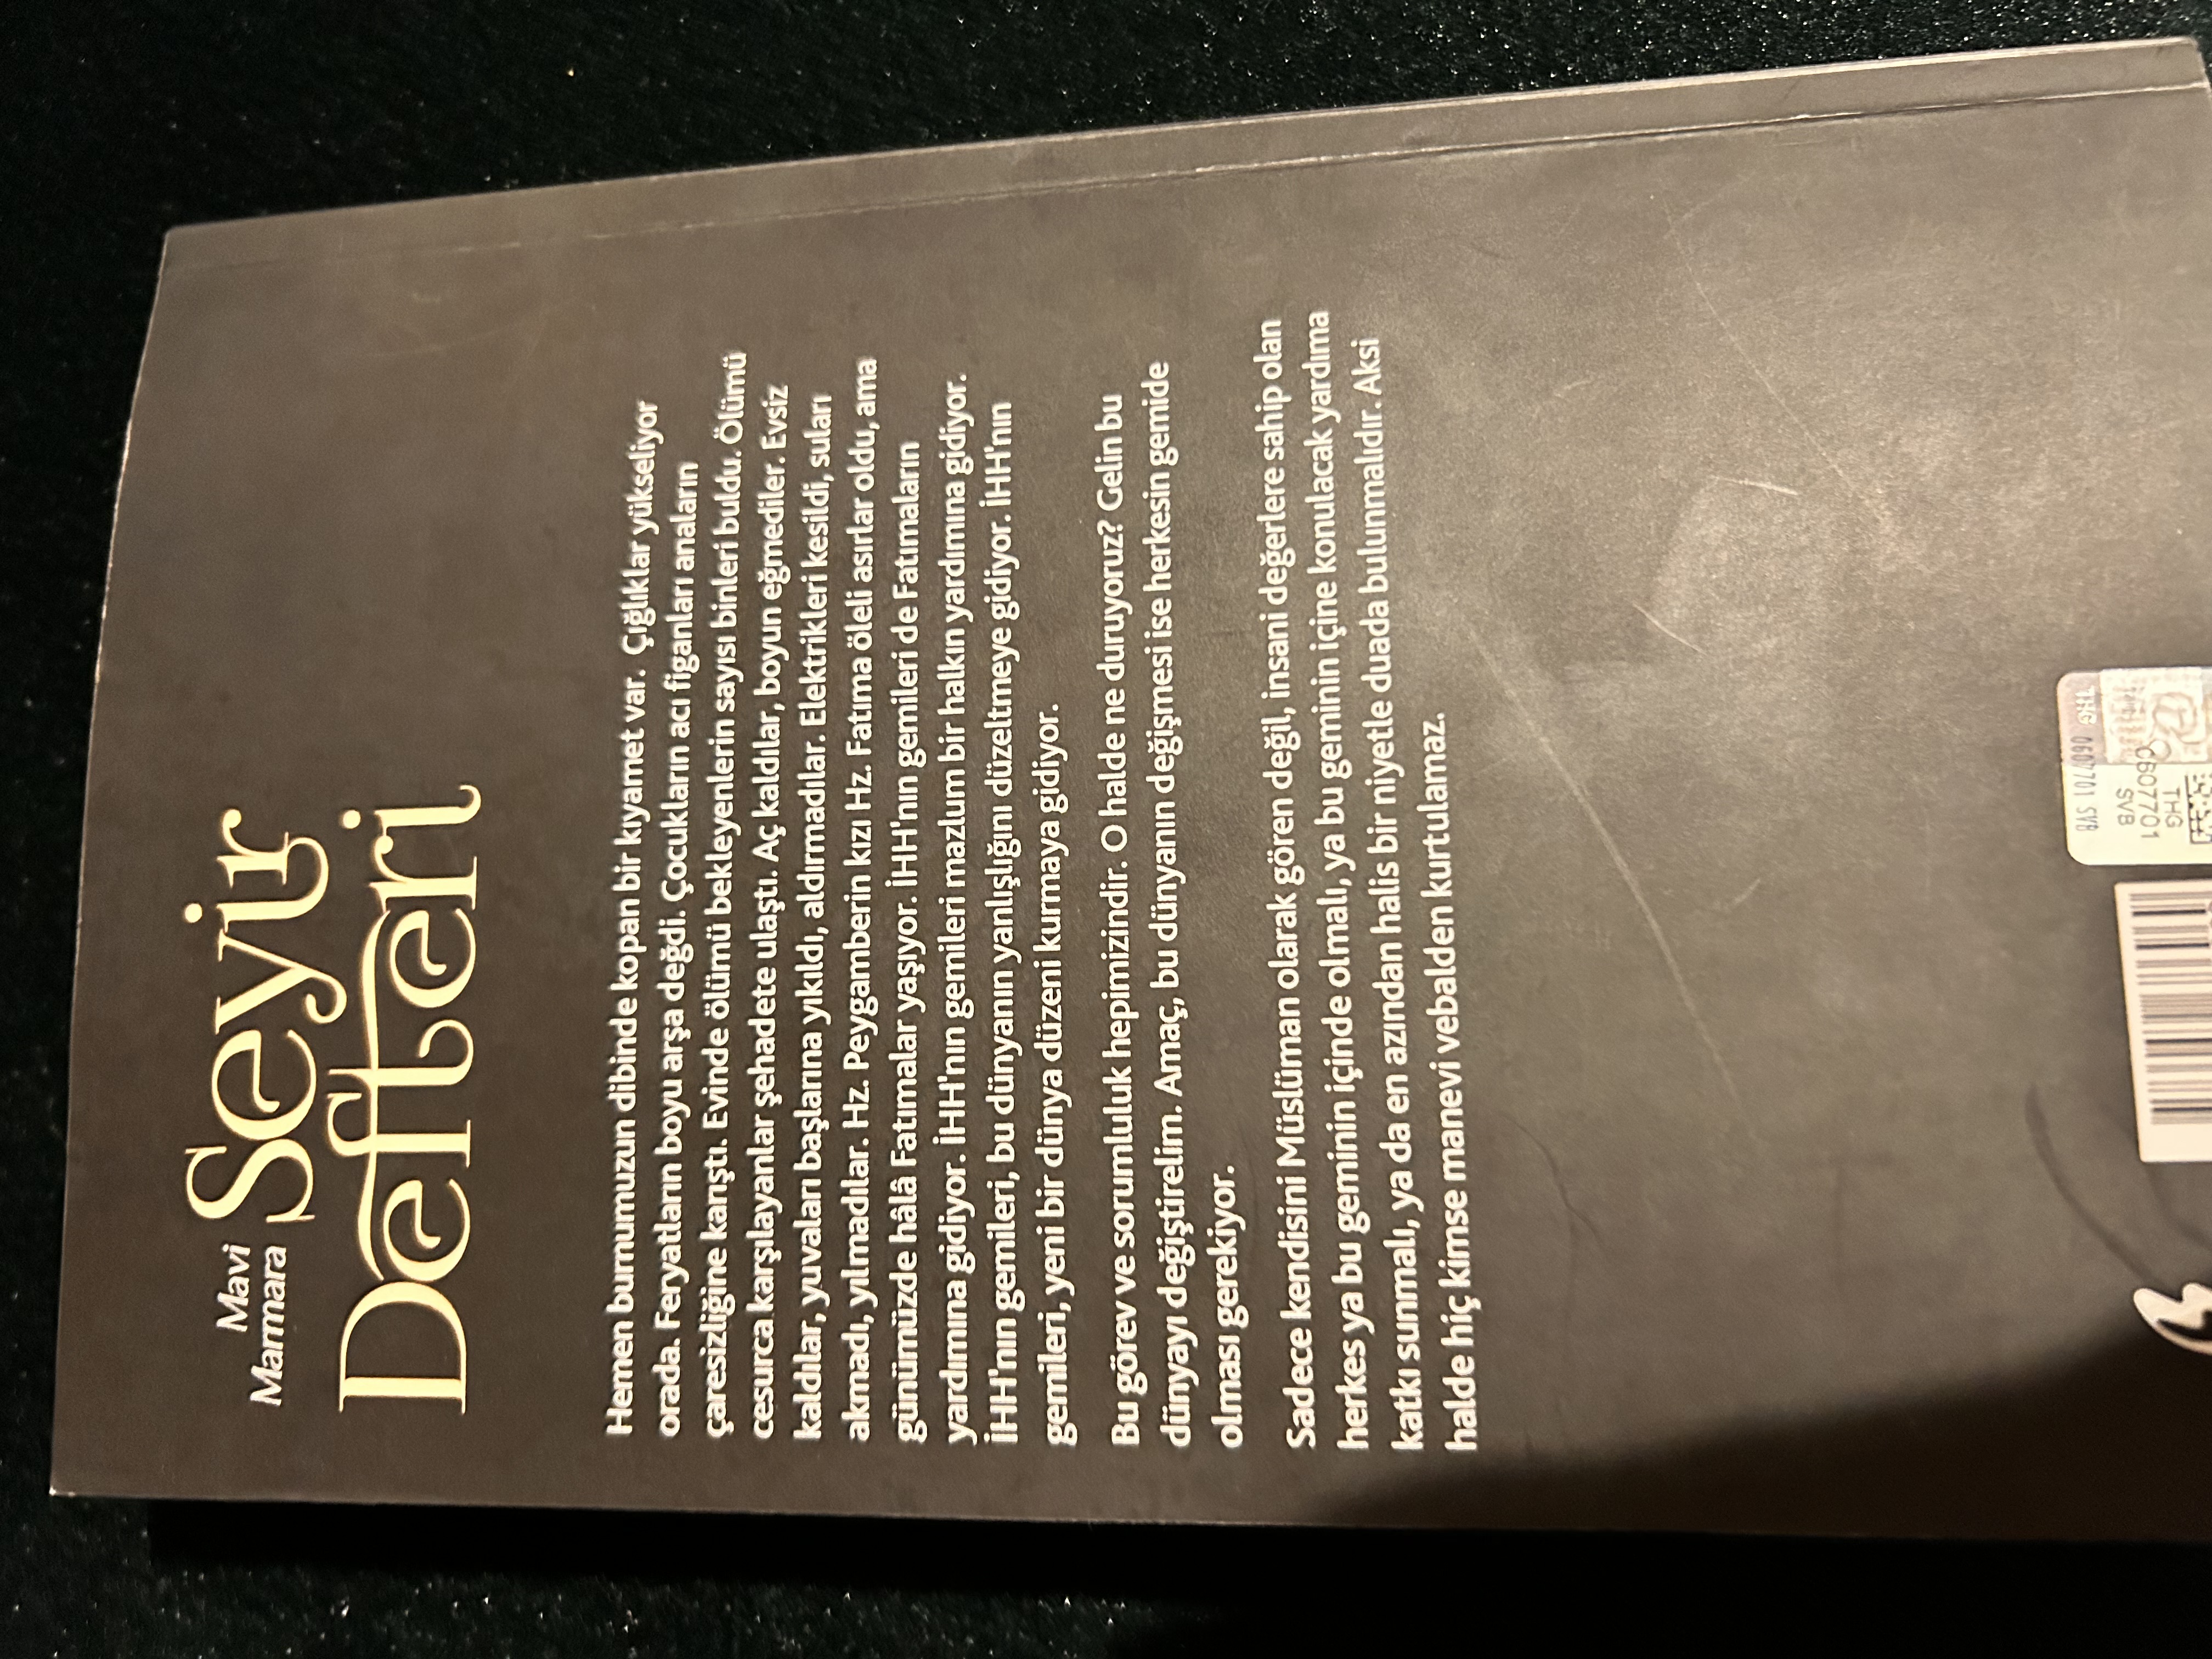 Mavi
Marmara
Seyir
Defteri
Hemen burnumuzun dibinde kopan bir kıyamet var. Çığlıklar yükseliyor
orada. Feryatların boyu arşa değdi. Çocukların acı figanları anaların
çaresizliğine karıştı. Evinde ölümü bekleyenlerin sayısı binleri buldu. Ölümü
cesurca karşılayanlar şehadete ulaştı. Aç kaldılar, boyun eğmediler. Evsiz
kaldılar, yuvaları başlarına yıkıldı, aldırmadılar. Elektrikleri kesildi, suları
akmadı, yılmadılar. Hz. Peygamberin kızı Hz. Fatıma öleli asırlar oldu, ama
günümüzde hâlâ Fatımalar yaşıyor. İHH'nın gemileri de Fatımaların
yardımına gidiyor. İHH'nın gemileri mazlum bir halkın yardımına gidiyor.
İHH'nın gemileri, bu dünyanın yanlışlığını düzeltmeye gidiyor. İHH'nın
gemileri, yeni bir dünya düzeni kurmaya gidiyor.
Bu görev ve sorumluluk hepimizindir. O halde ne duruyoruz? Gelin bu
dünyayı değiştirelim. Amaç, bu dünyanın değişmesi ise herkesin gemide
olması gerekiyor.
Sadece kendisini Müslüman olarak gören değil, insani değerlere sahip olan
herkes ya bu geminin içinde olmalı, ya bu geminin içine konulacak yardıma
katkı sunmalı, ya da en azından halis bir niyetle duada bulunmalıdır. Aksi
halde hiç kimse manevi vebalden kurtulamaz.
0607701 SVB THG
0607701
THG
SVB